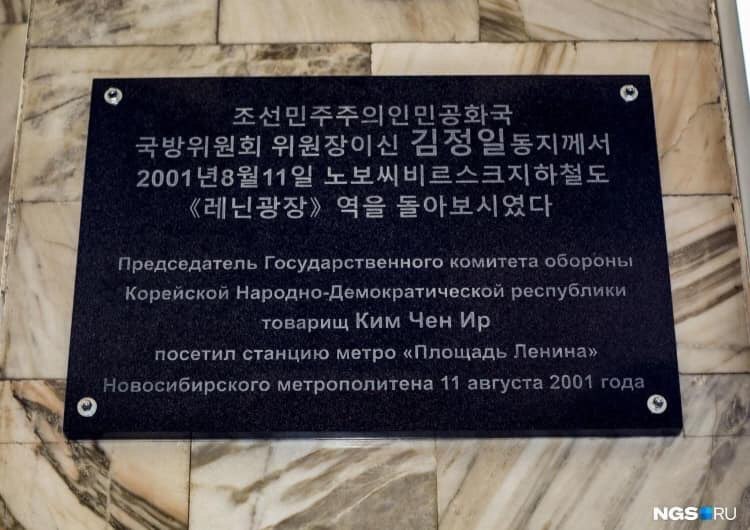 조선민주주의인민공화국
국방위원회 위원장이신 김정일동지께서
2001년8월11일 노보씨비르스크지하철도
《레닌광장》 역을 돌아보시였다
Председатель Государственного комитета обороны
Корейской Народно-Демократической республики
товарищ Ким Чен Ир
посетил станцию метро «Площадь Ленина»
Новосибирского метрополитена 11 августа 2001 года
NGS.RU